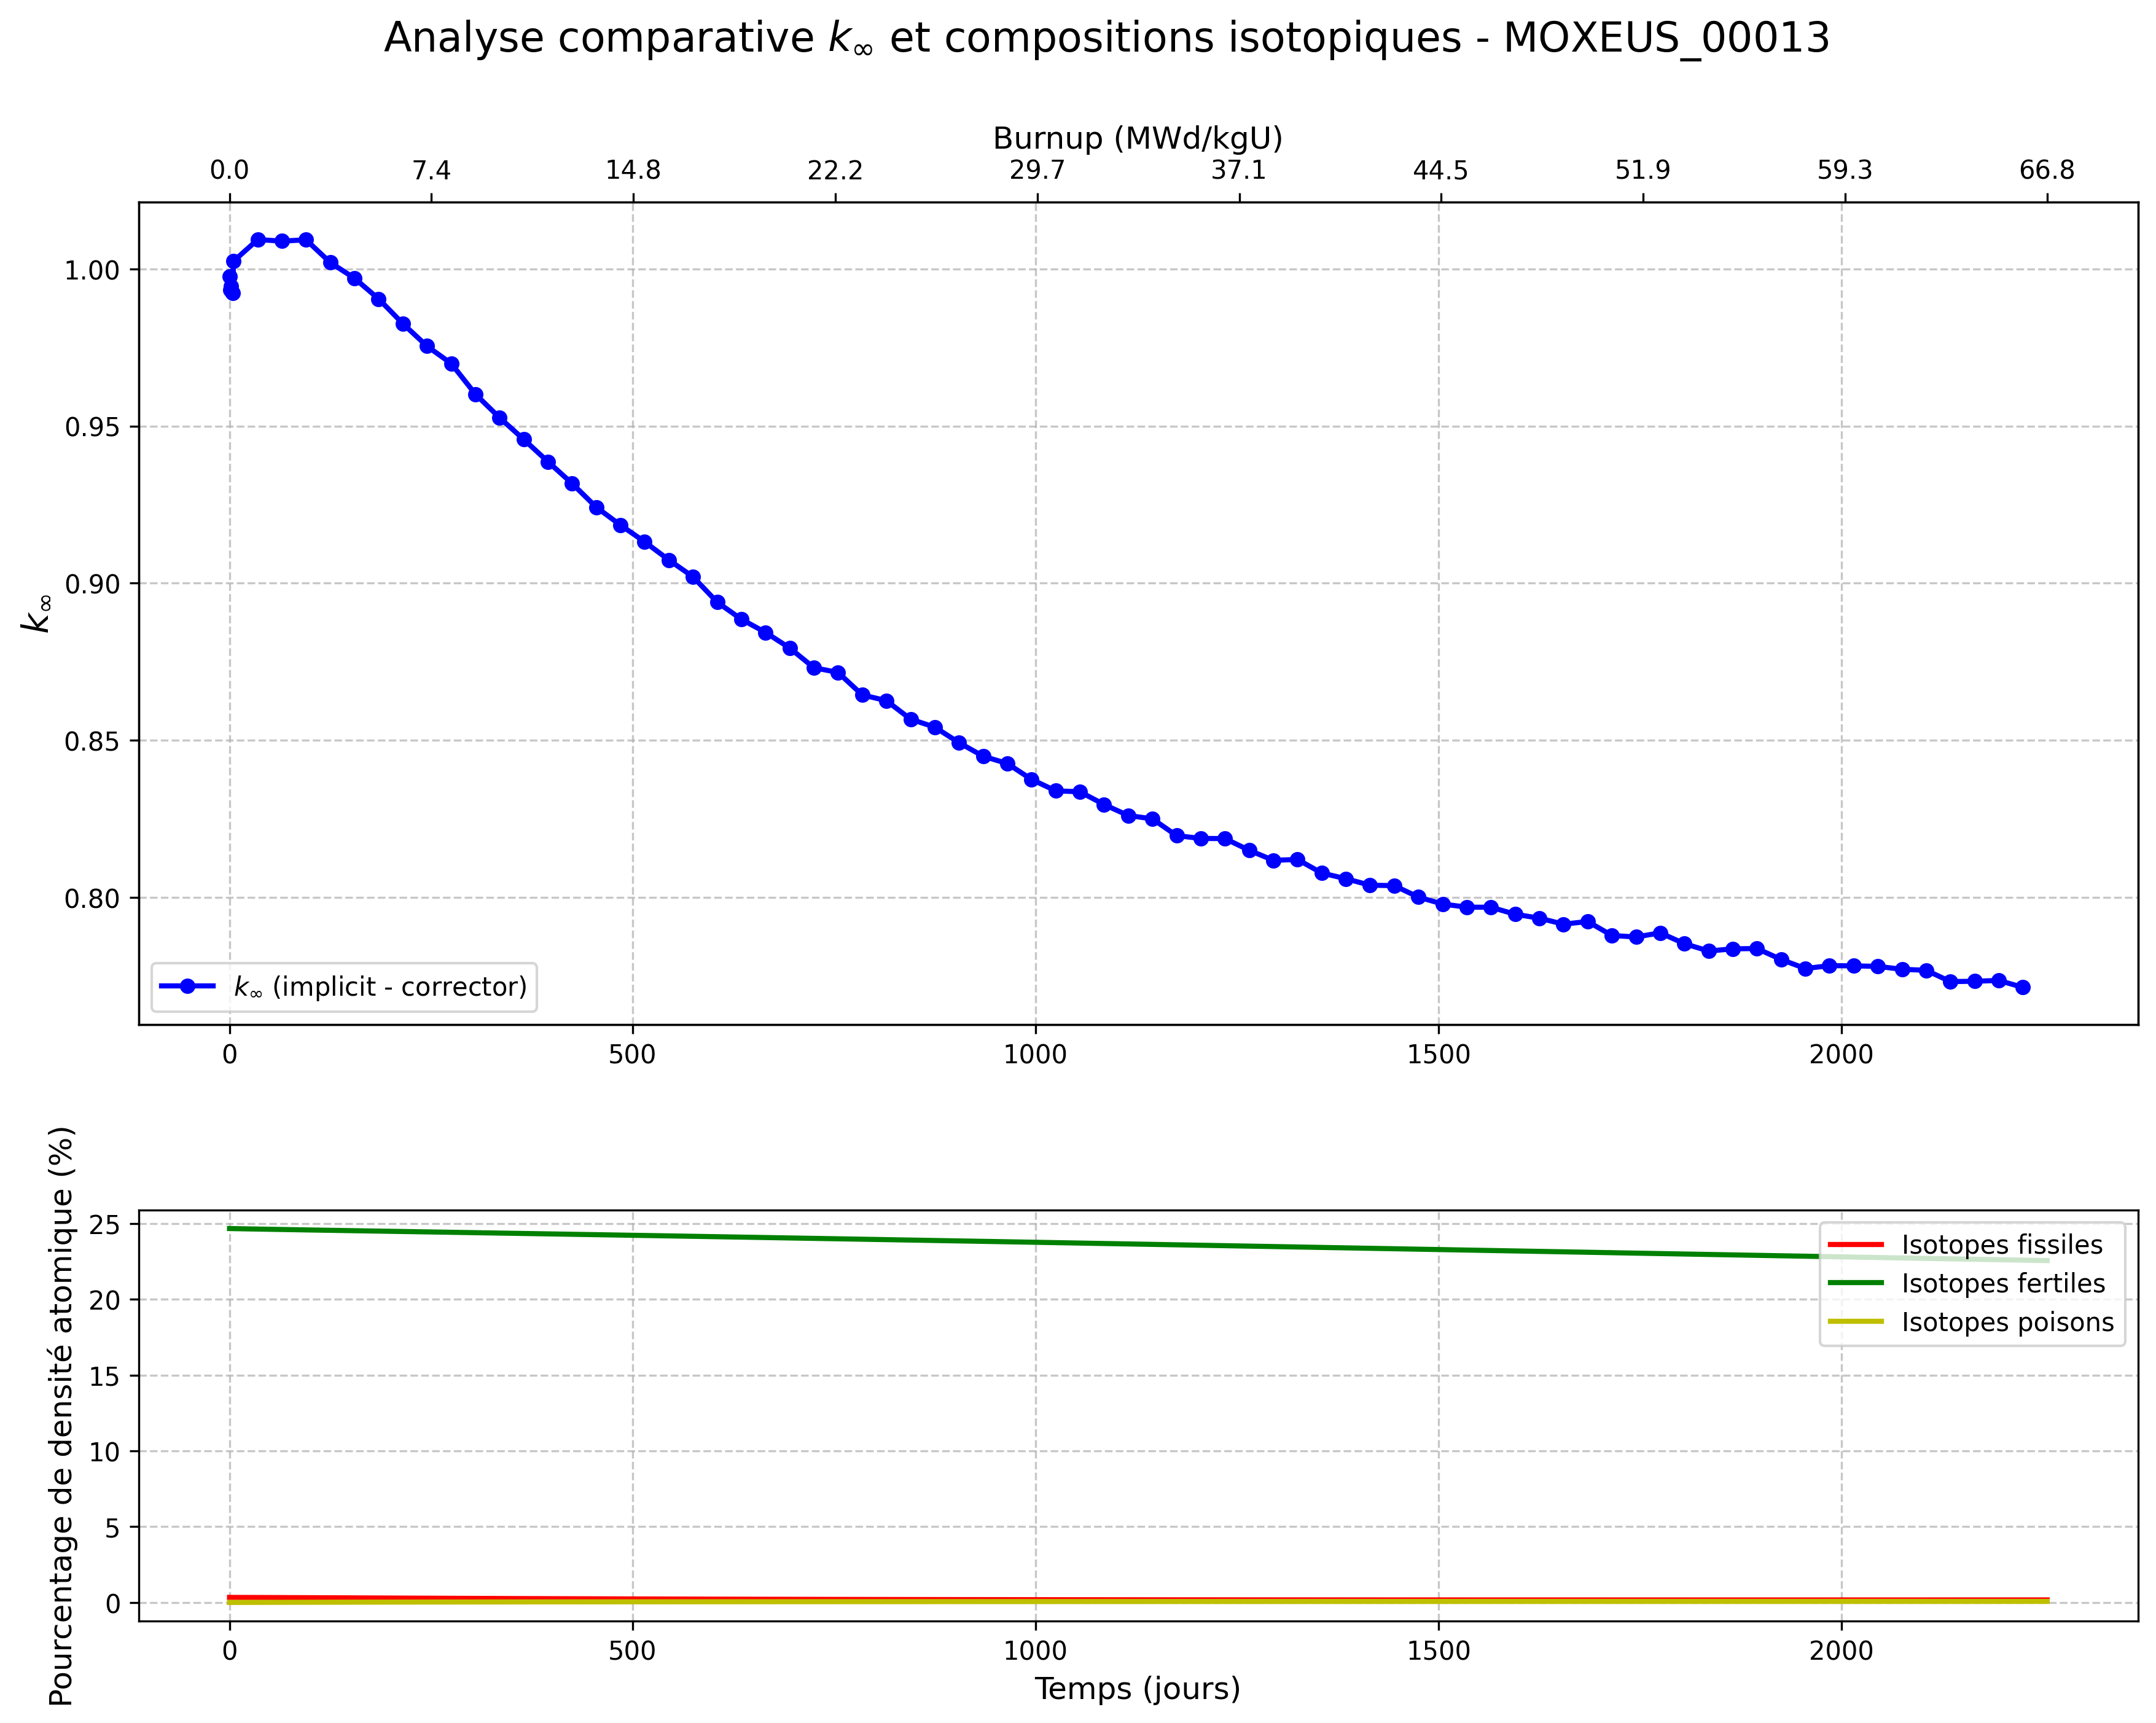 Analyse comparative k∞ et compositions isotopiques - MOXEUS_00013
Burnup (MWd/kgU)
0.0 7.4 14.8 22.2 29.7 37.1 44.5 51.9 59.3 66.8
k∞
1.00
0.95
0.90
0.85
0.80
k∞ (implicit - corrector)
0 500 1000 1500 2000
Pourcentage de densité atomique (%)
25
20
15
10
5
0
Isotopes fissiles
Isotopes fertiles
Isotopes poisons
0 500 1000 1500 2000
Temps (jours)